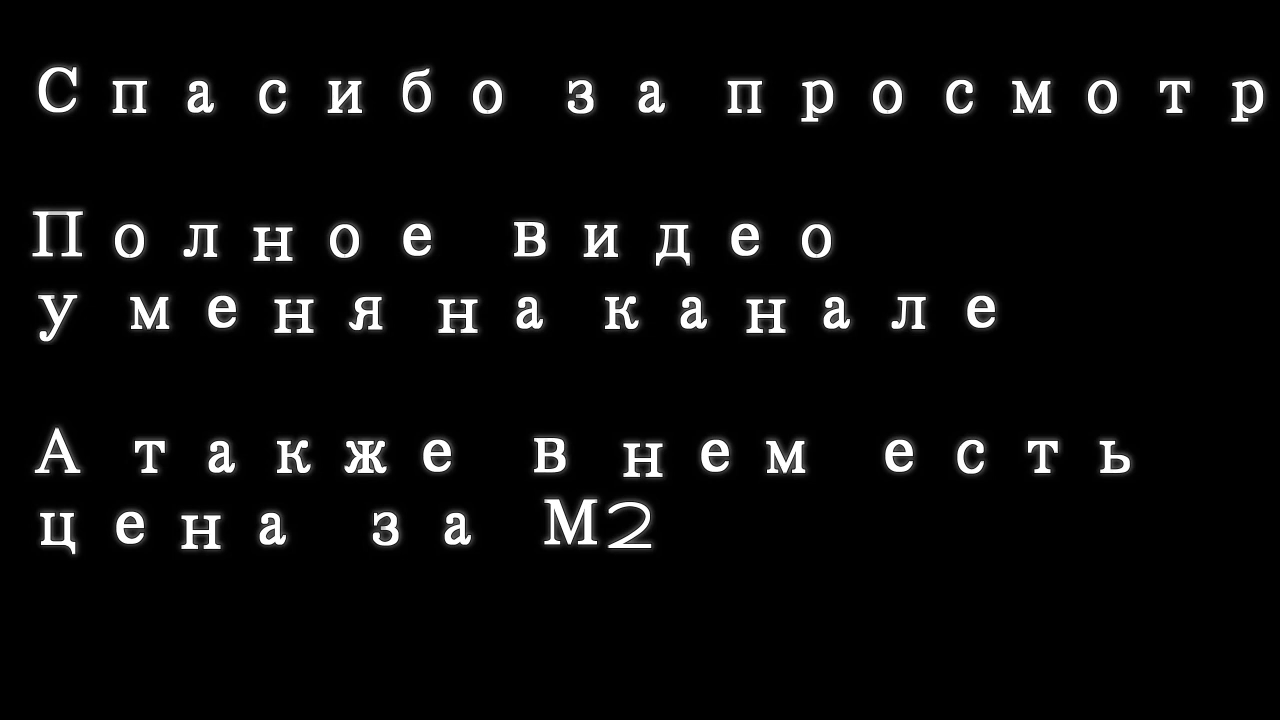 Спасибо за просмотр
Полное видео
у меня на канале
А также в нем есть
цена за М2